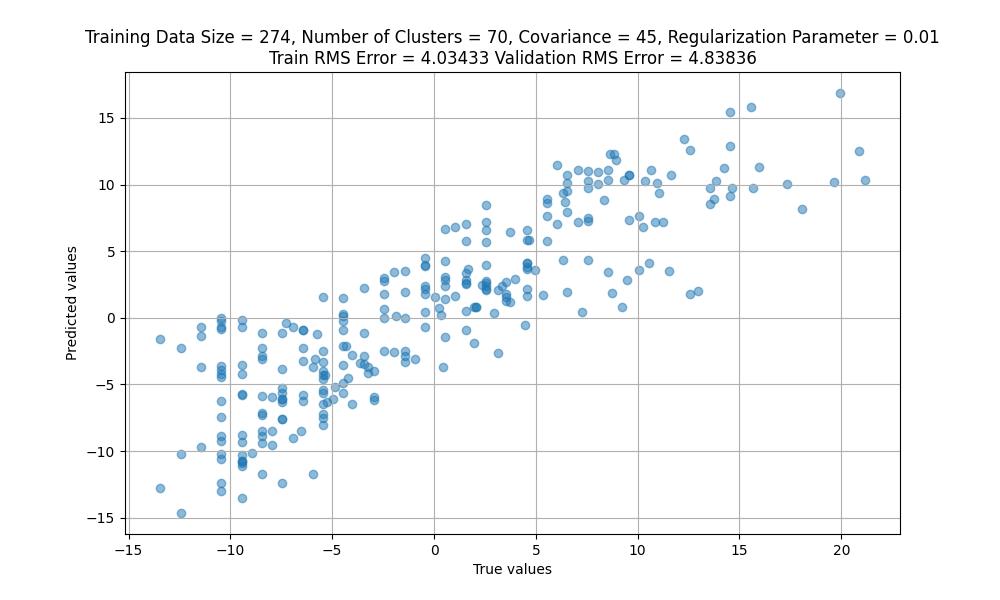 Training Data Size = 274, Number of Clusters = 70, Covariance = 45, Regularization Parameter = 0.01
Train RMS Error = 4.03433 Validation RMS Error = 4.83836
Predicted values
15
10
5
0
−5
−10
−15
−15 −10 −5 0 5 10 15 20
True values